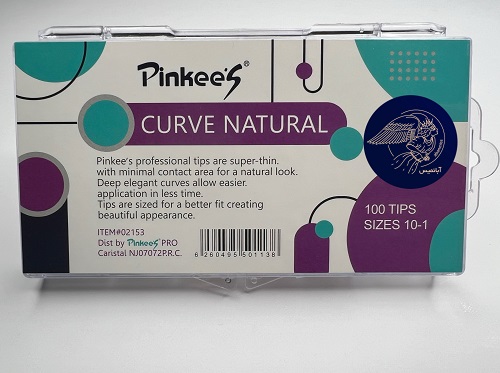 Pinkee's®
CURVE NATURAL
Pinkee's professional tips are super-thin.
with minimal contact area for a natural look.
Deep elegant curves allow easier.
application in less time.
Tips are sized for a better fit creating
beautiful appearance.
ITEM#02153
Dist by Pinkee's PRO
Caristal NJ07072P.R.C.
6 260495 501138
آباندیس
100 TIPS
SIZES 10-1